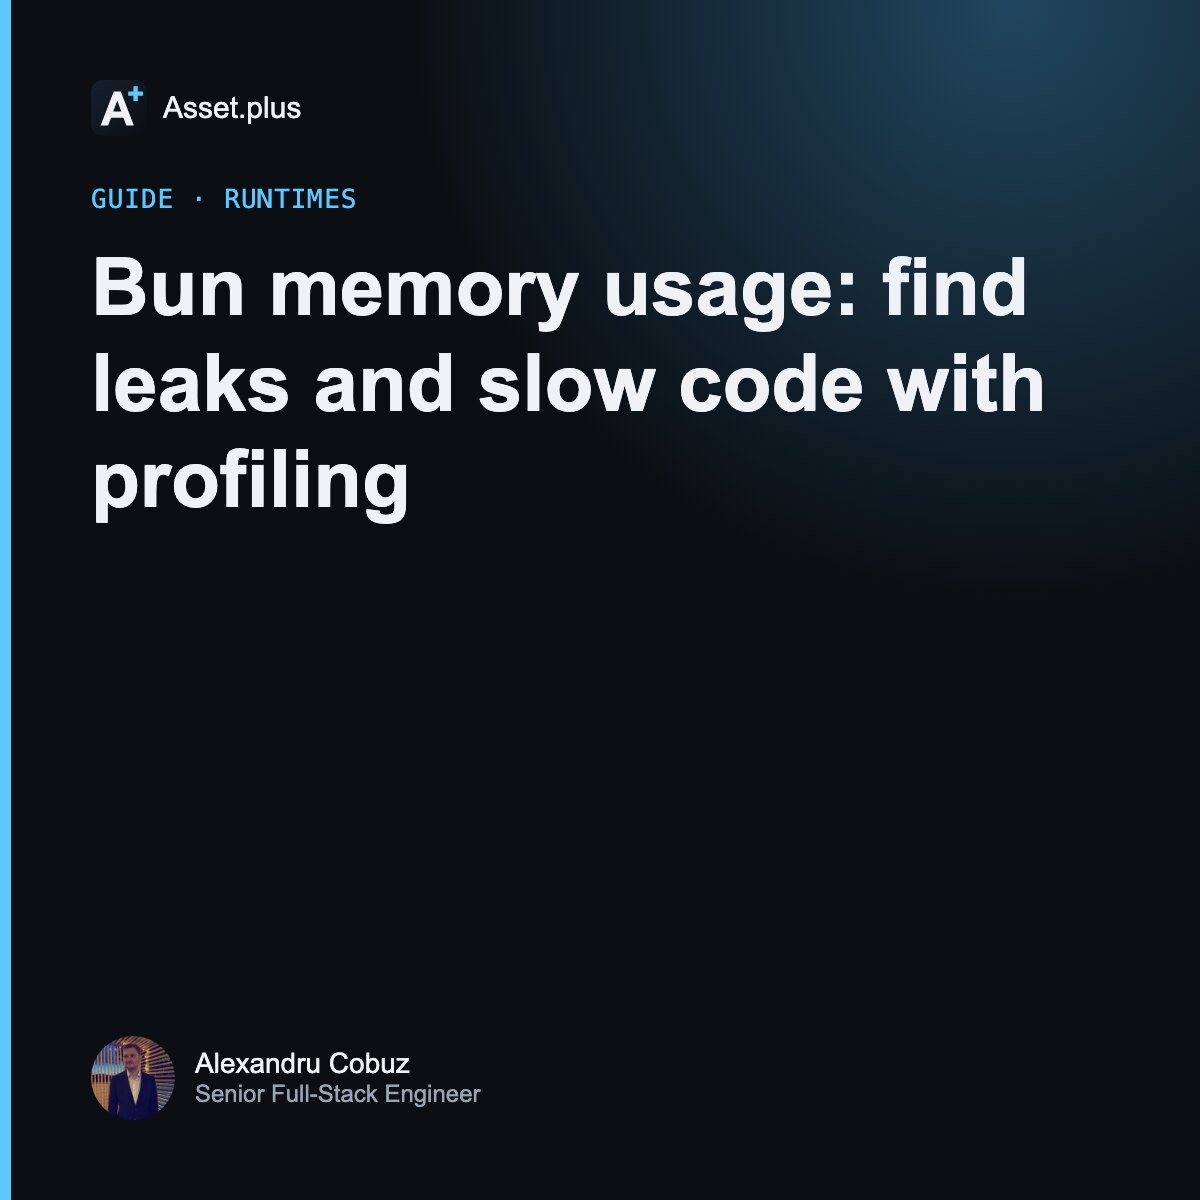 A+ Asset.plus
GUIDE · RUNTIMES
Bun memory usage: find
leaks and slow code with
profiling
Alexandru Cobuz
Senior Full-Stack Engineer